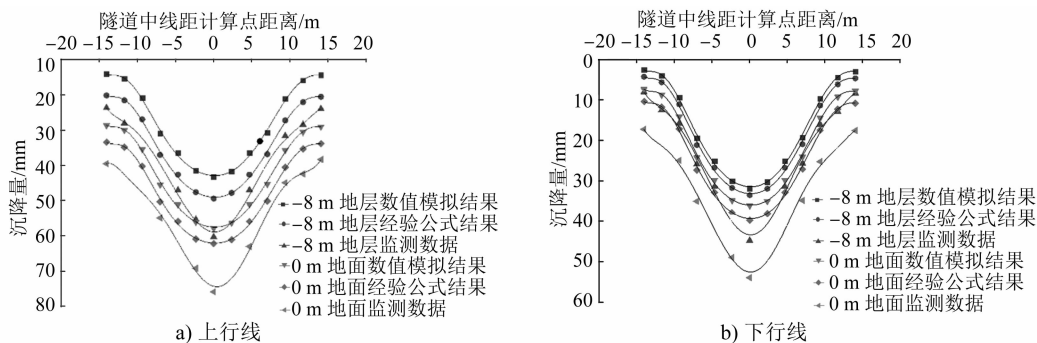 隧道中线距计算点距离/m
−20 −15 −10 −5 0 5 10 15 20
10
20
30
40
50
60
70
80
沉降量/mm
−8 m 地层数值模拟结果
−8 m 地层经验公式结果
−8 m 地层监测数据
0 m 地面数值模拟结果
0 m 地面经验公式结果
0 m 地面监测数据
a) 上行线
隧道中线距计算点距离/m
−20 −15 −10 −5 0 5 10 15 20
0
10
20
30
40
50
60
沉降量/mm
−8 m 地层数值模拟结果
−8 m 地层经验公式结果
−8 m 地层监测数据
0 m 地面数值模拟结果
0 m 地面经验公式结果
0 m 地面监测数据
b) 下行线